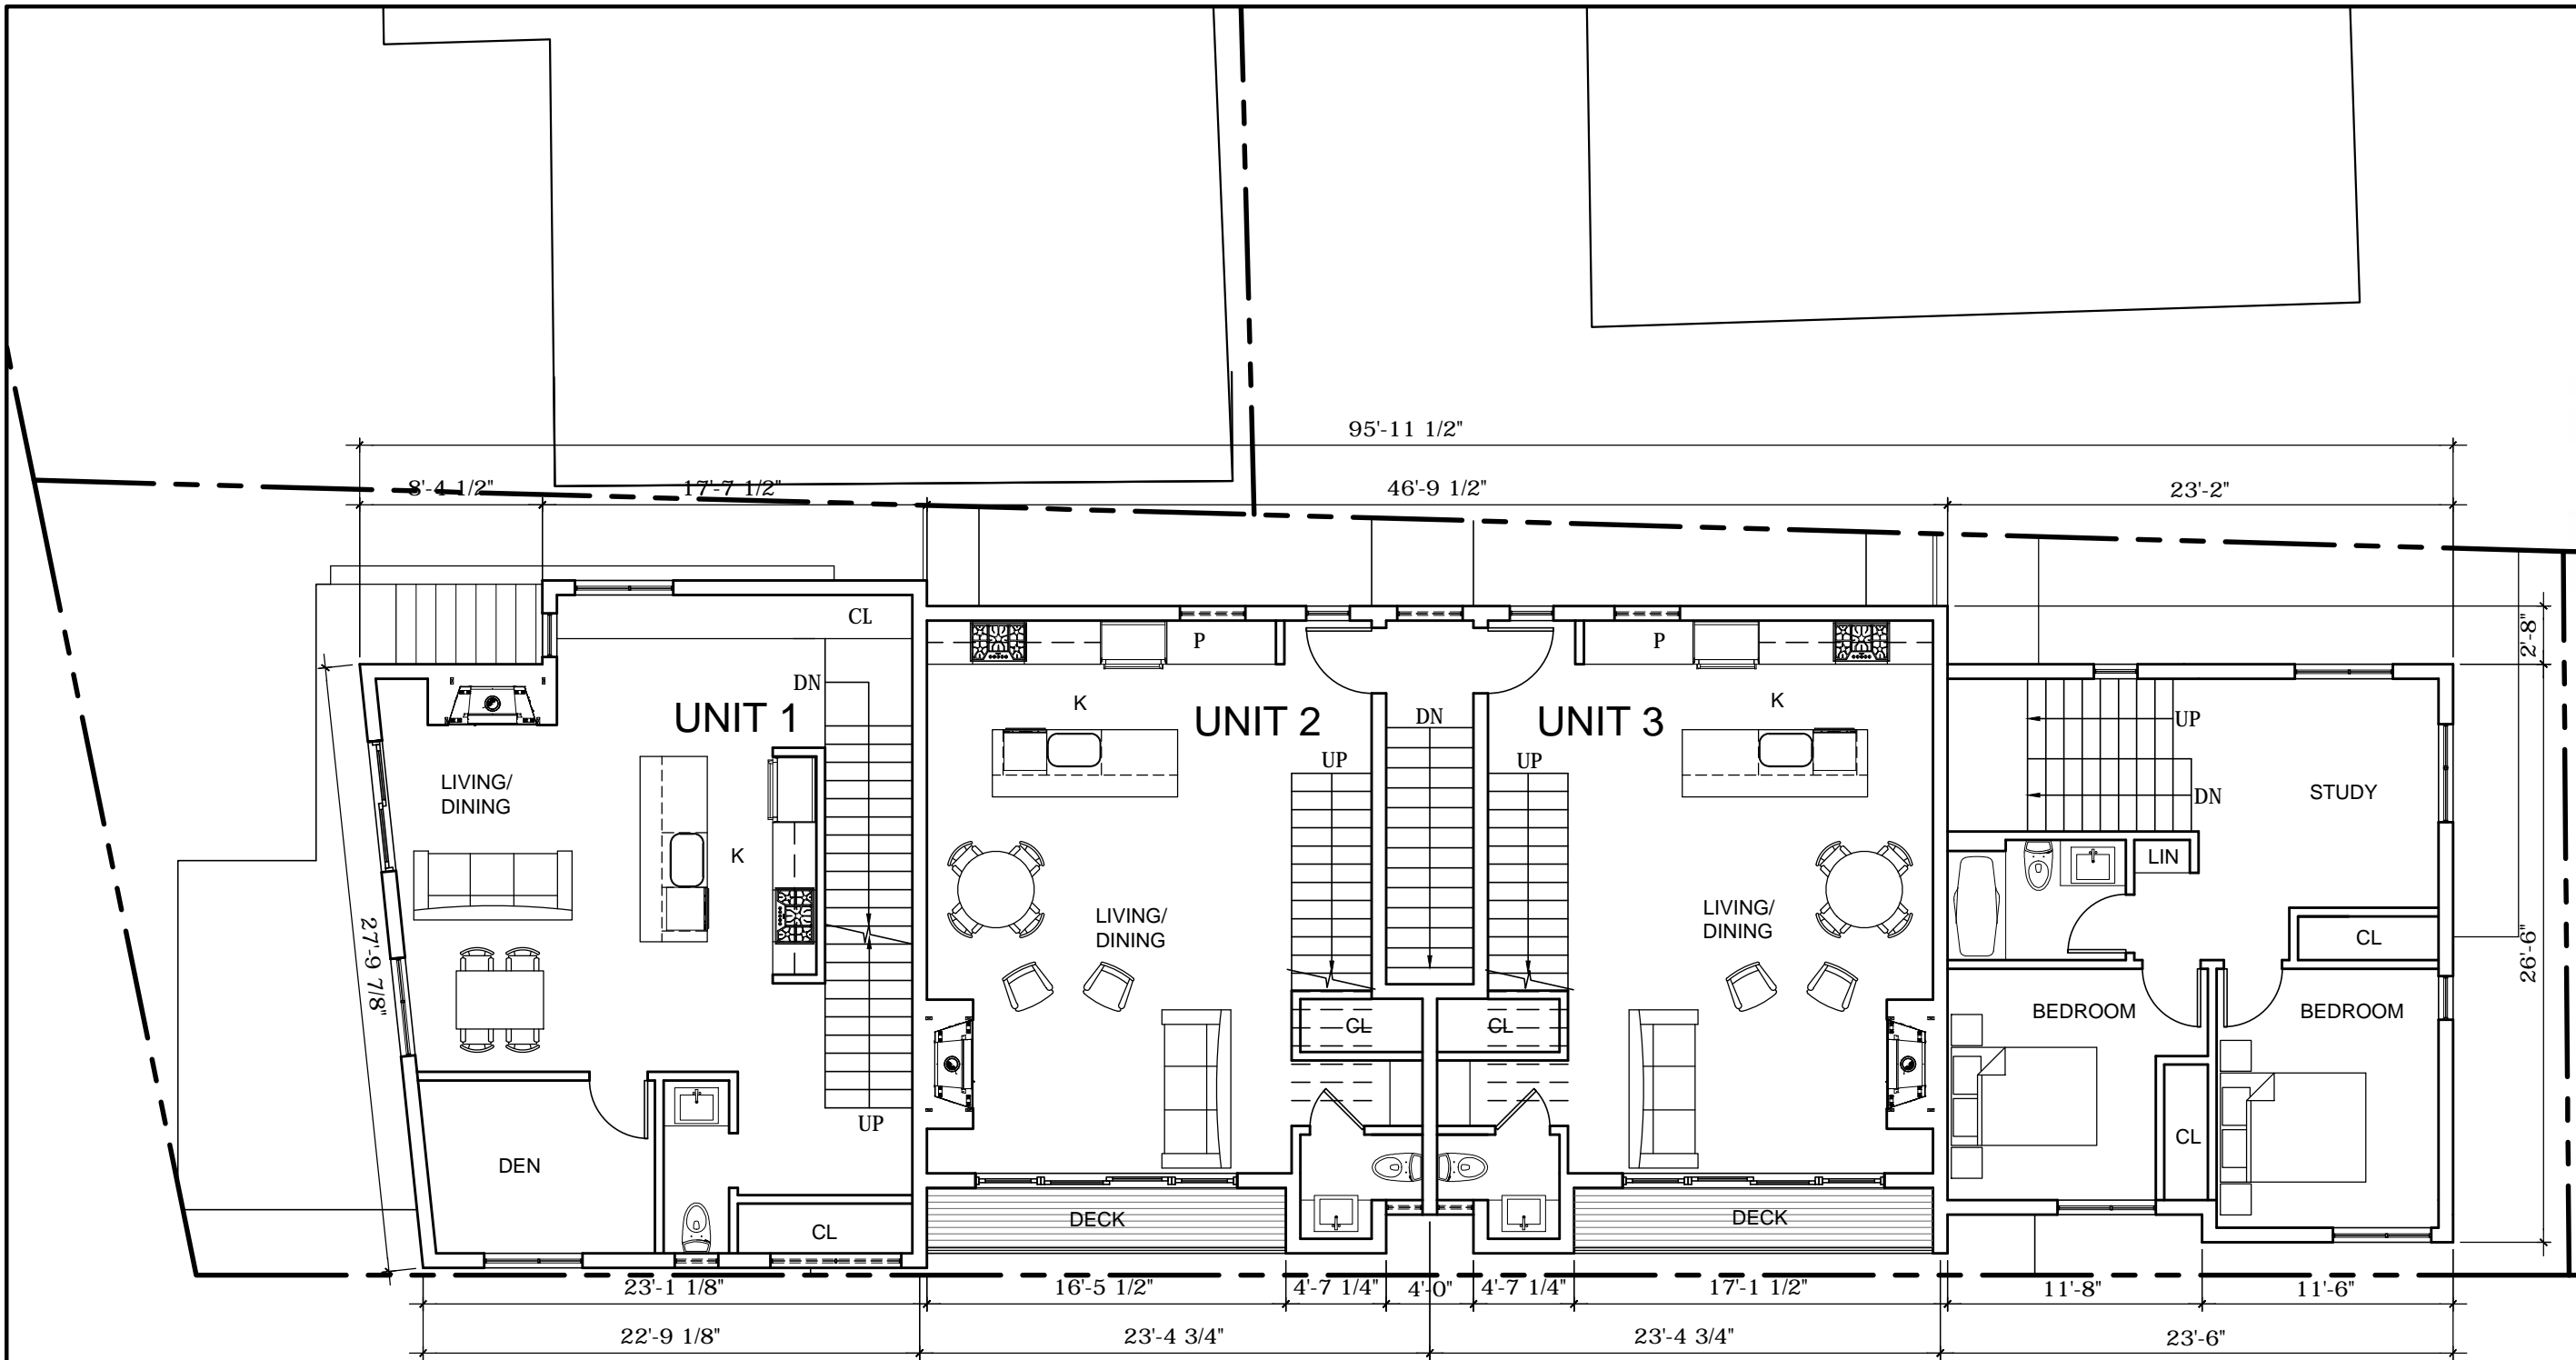 95'-11 1/2"
8'-4 1/2"
17'-7 1/2"
46'-9 1/2"
23'-2"
2'-8"
CL
P
P
DN
K
K
UNIT 1
UNIT 2
DN
UNIT 3
UP
UP
UP
LIVING/
DINING
DN
STUDY
K
LIN
LIVING/
DINING
LIVING/
DINING
CL
27'-9 7/8"
26'-6"
BEDROOM
BEDROOM
CL
CL
UP
CL
DEN
DECK
DECK
CL
23'-1 1/8"
16'-5 1/2"
4'-7 1/4"
4'-0"
4'-7 1/4"
17'-1 1/2"
11'-8"
11'-6"
22'-9 1/8"
23'-4 3/4"
23'-4 3/4"
23'-6"